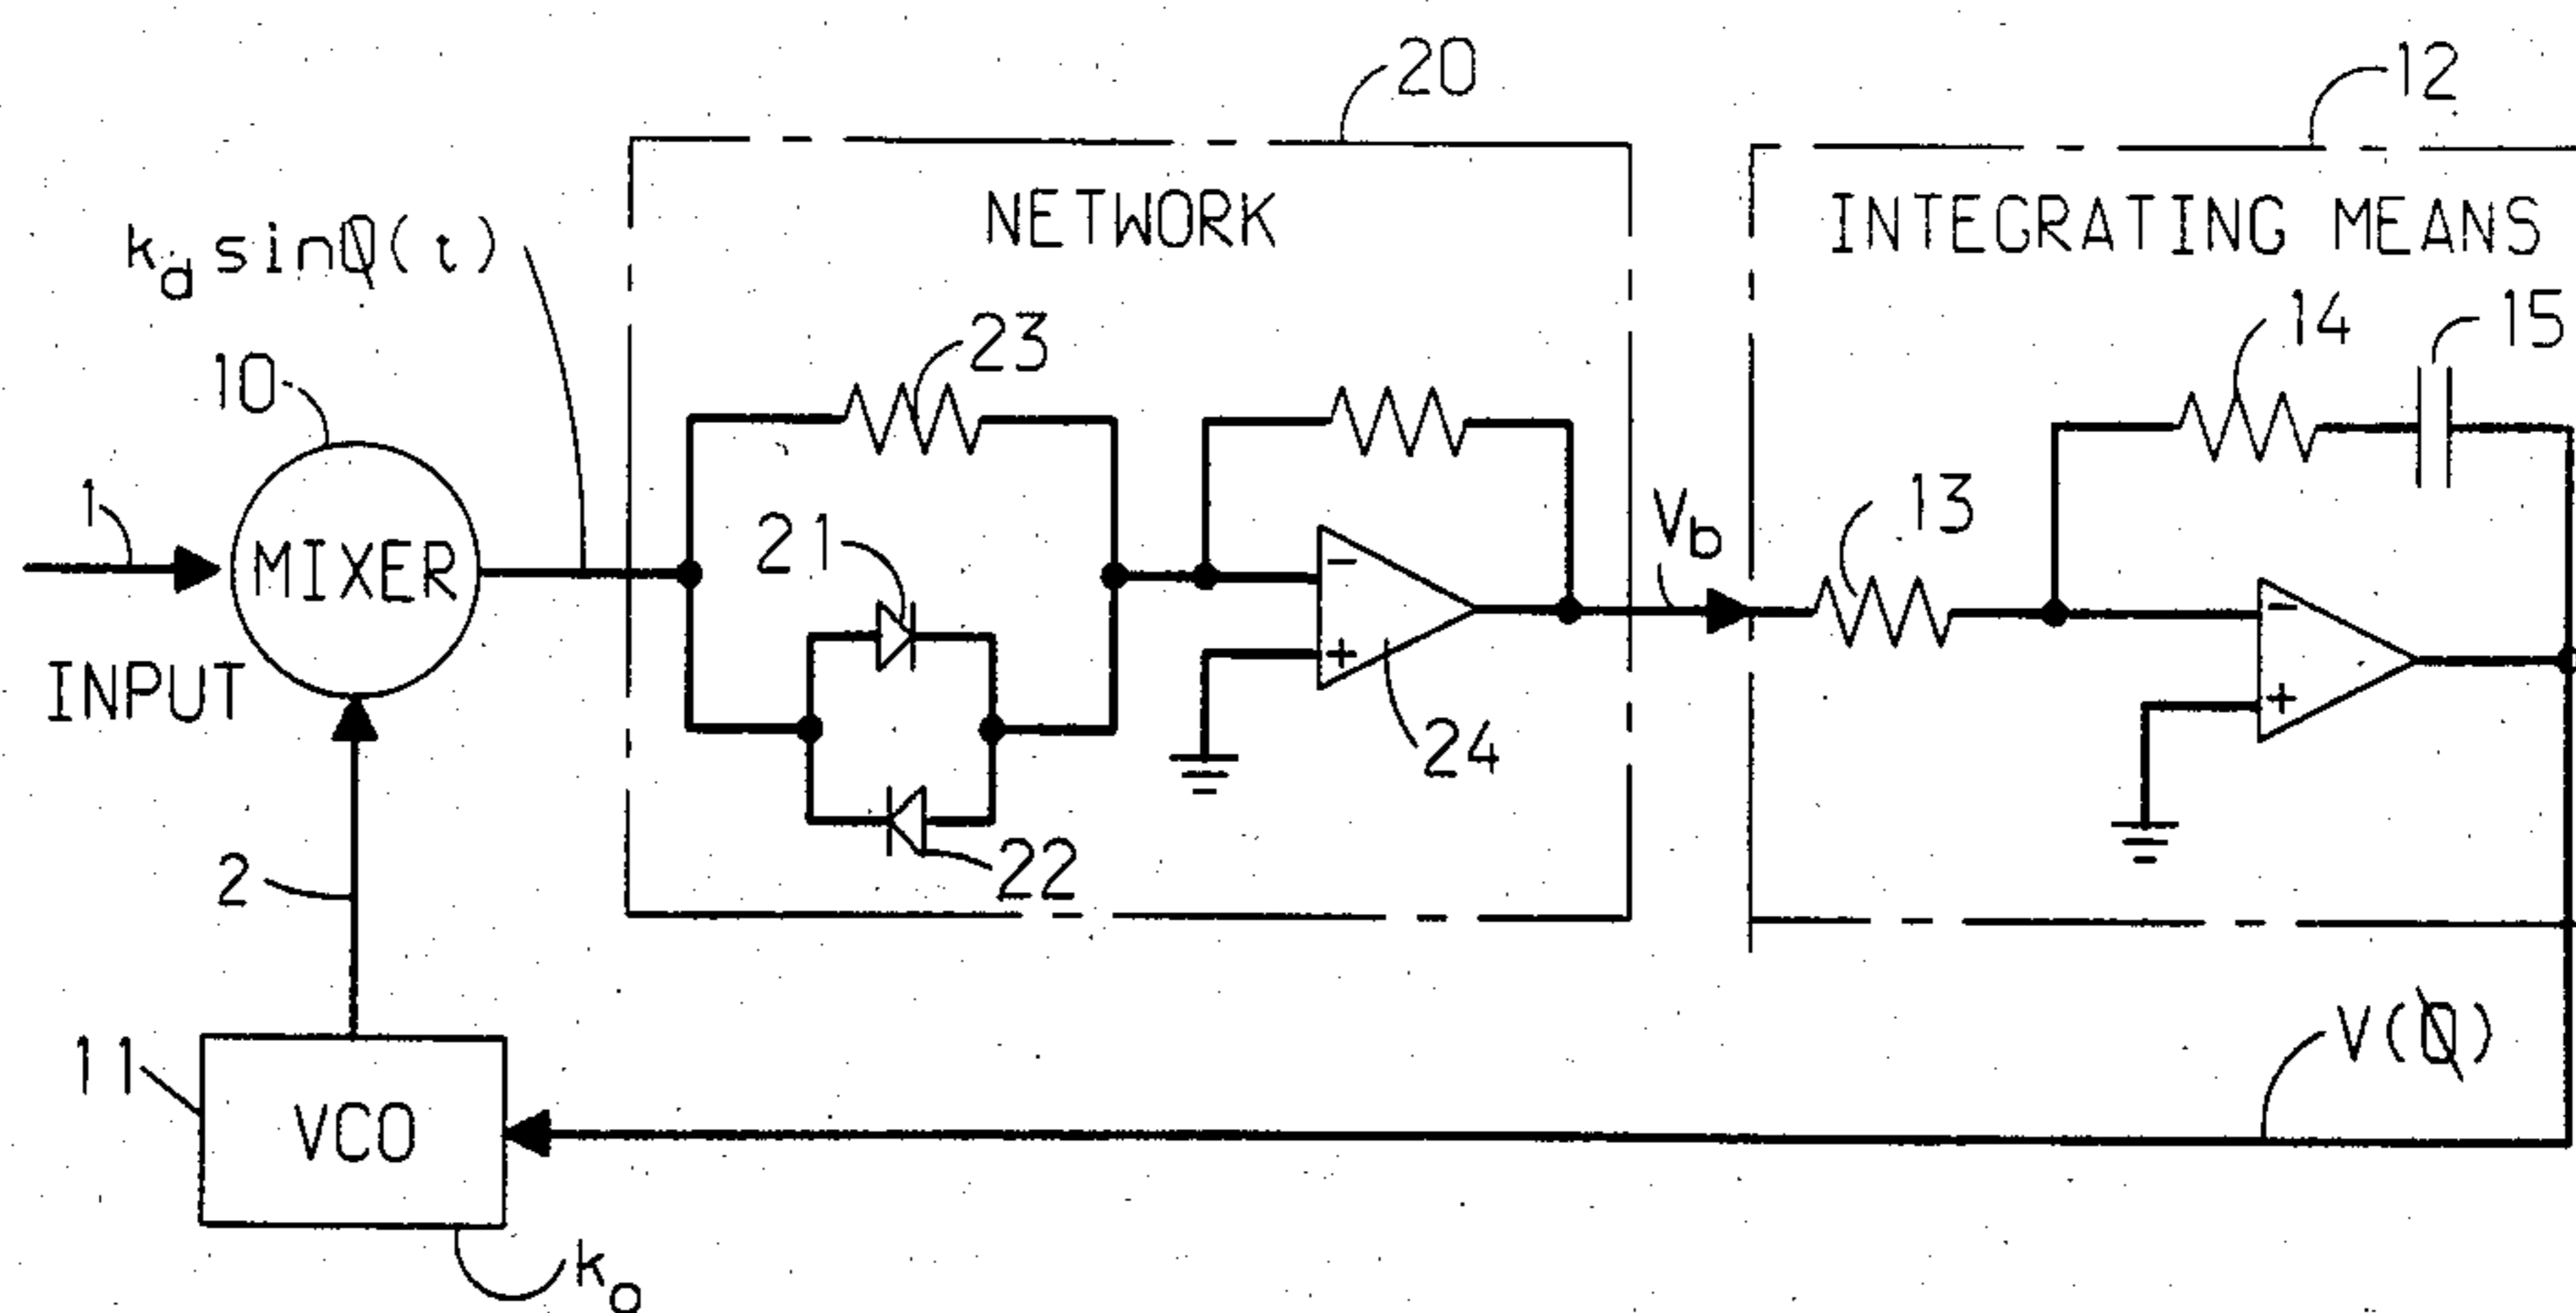 20
12
NETWORK
INTEGRATING MEANS
k_d sinØ(t)
23
14
15
10
1
MIXER
21
V_b
13
-
-
+
+
INPUT
24
22
2
11
VCO
V(Ø)
k_o